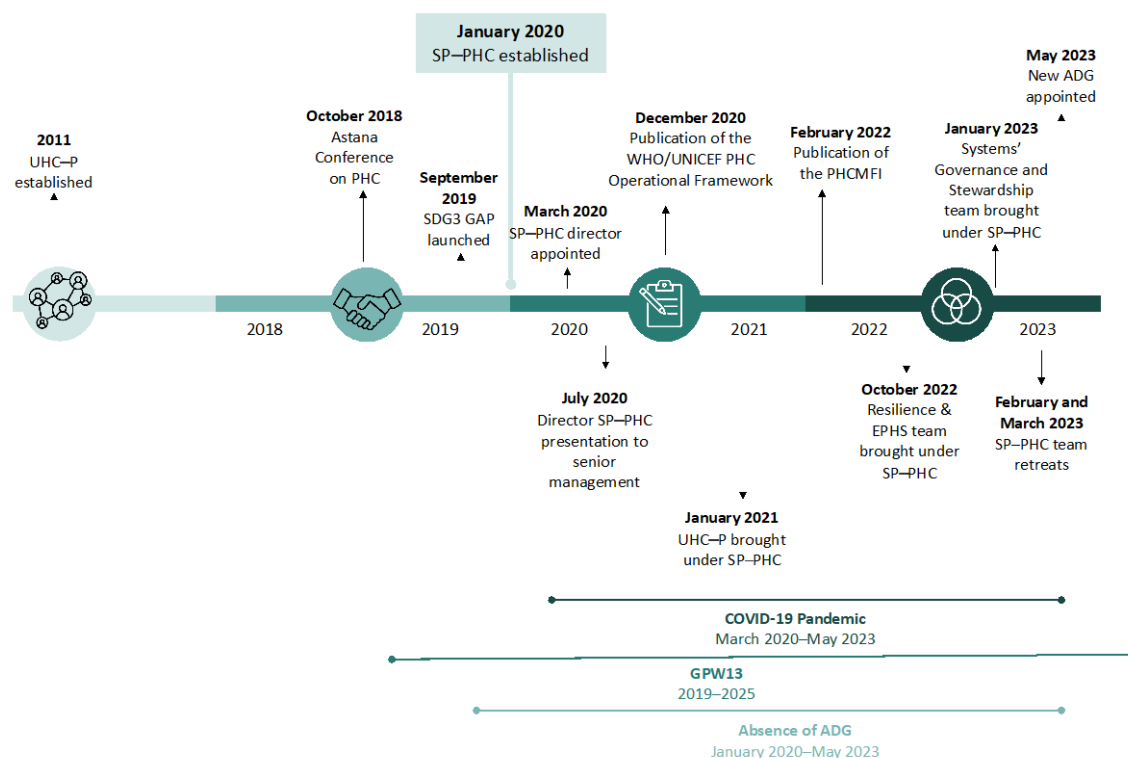 January 2020
SP–PHC established
May 2023
New ADG
appointed
2011
UHC–P
established
October 2018
Astana
Conference
on PHC
September
2019
SDG3 GAP
launched
March 2020
SP–PHC director
appointed
December 2020
Publication of the
WHO/UNICEF PHC
Operational Framework
February 2022
Publication of
the PHCMFI
January 2023
Systems’
Governance and
Stewardship
team brought
under SP–PHC
2018
2019
2020
2021
2022
2023
July 2020
Director SP–PHC
presentation to
senior
management
January 2021
UHC–P brought
under SP–PHC
October 2022
Resilience &
EPHS team
brought under
SP–PHC
February and
March 2023
SP–PHC team
retreats
COVID-19 Pandemic
March 2020–May 2023
GPW13
2019–2025
Absence of ADG
January 2020–May 2023